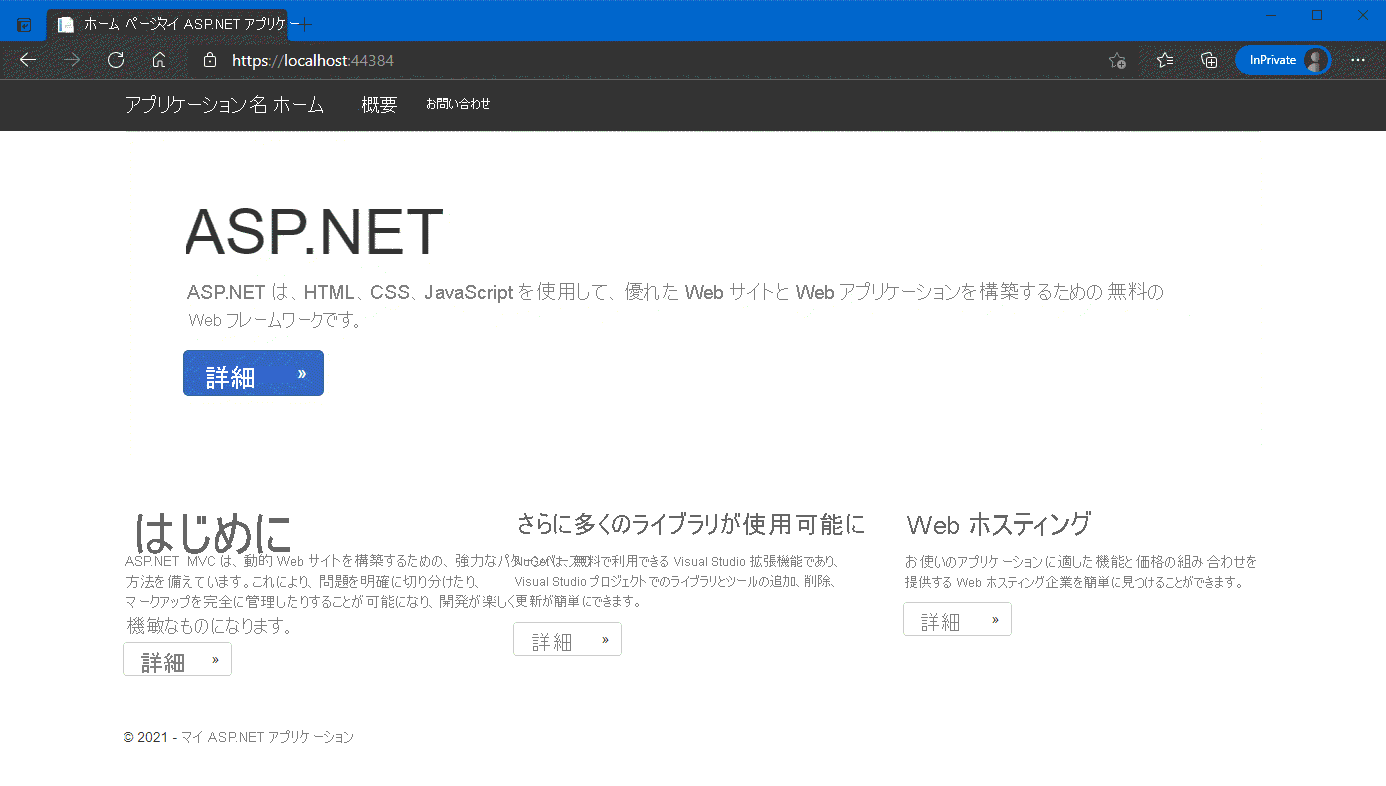 ホーム ページマイ ASP.NET アプリケー
https://localhost:44384
InPrivate
アプリケーション名 ホーム 概要 お問い合わせ
ASP.NET
ASP.NET は、HTML、CSS、JavaScript を使用して、優れた Web サイトと Web アプリケーションを構築するための 無料の
Web フレームワークです。
詳細 »
はじめに
ASP.NET MVC は、動的 Web サイトを構築するための、強力なパ
方法を備えています。これにより、問題を明確に切り分けたり、
マークアップを完全に管理したりすることが可能になり、開発が楽しく
機敏なものになります。
詳細 »
さらに多くのライブラリが使用可能に
無料で利用できる Visual Studio 拡張機能であり、
Visual Studio プロジェクトでのライブラリとツールの追加、削除、
更新が簡単にできます。
詳細 »
Web ホスティング
お使いのアプリケーションに適した機能と価格の組み合わせを
提供する Web ホスティング企業を簡単に見つけることができます。
詳細 »
© 2021 - マイ ASP.NET アプリケーション